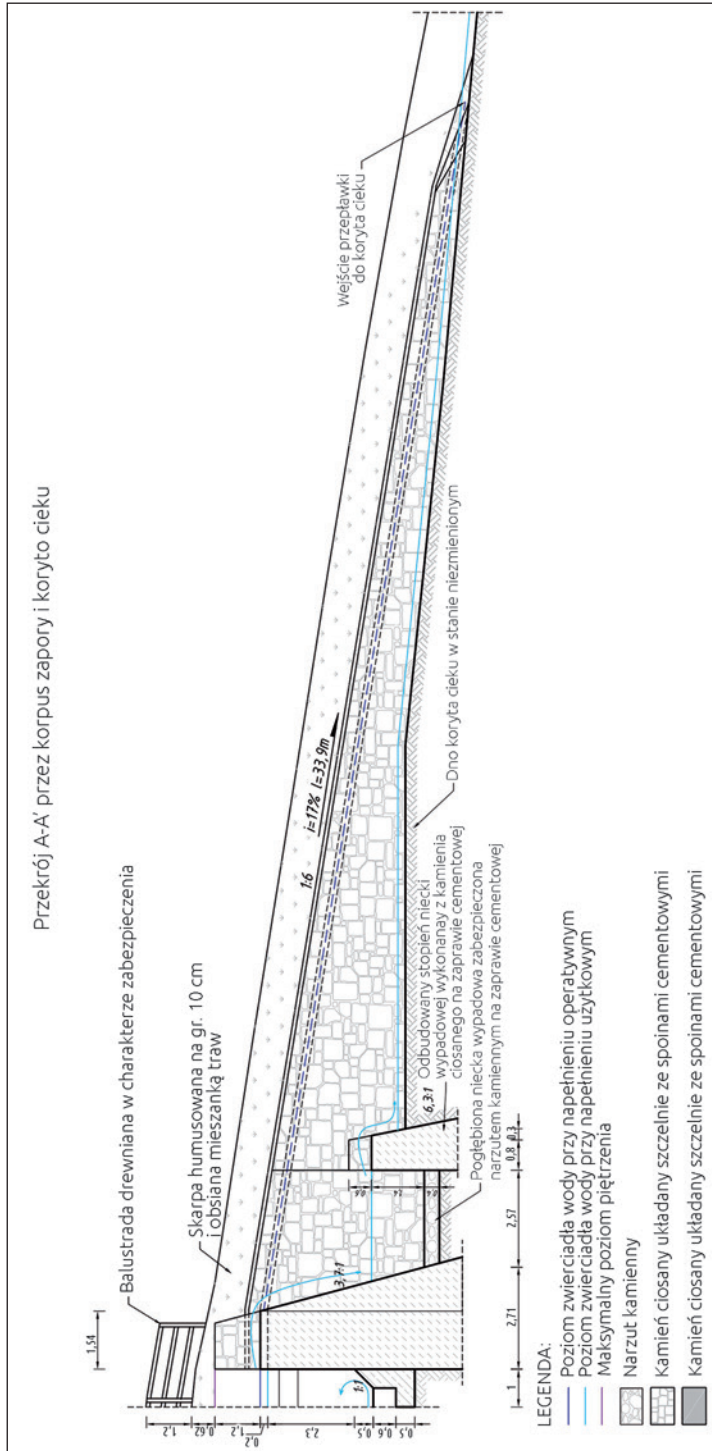 Przekrój A-A' przez korpus zapory i koryto cieku
Balustrada drewniana w charakterze zabezpieczenia
Skarpa humusowana na gr. 10 cm
i obsiana mieszanką traw
1:6
i=17% l=33,9m
Wejście przepławki
do koryta cieku
Dno koryta cieku w stanie niezmienionym
6,3:1
Odbudowany stopień niecki
wypadowej wykonanay z kamienia
ciosanego na zaprawie cementowej
Pogłębiona niecka wypadowa zabezpieczona
narzutem kamiennym na zaprawie cementowej
1,54
1,2
0,62
1,2
0,2
2,3
0,5
0,6
0,5
1:1
3,7:1
0,6
1,4
0,4
1
2,71
2,57
0,8
0,3
LEGENDA:
Poziom zwierciadła wody przy napełnieniu operatywnym
Poziom zwierciadła wody przy napełnieniu użytkowym
Maksymalny poziom piętrzenia
Narzut kamienny
Kamień ciosany układany szczelnie ze spoinami cementowymi
Kamień ciosany układany szczelnie ze spoinami cementowymi